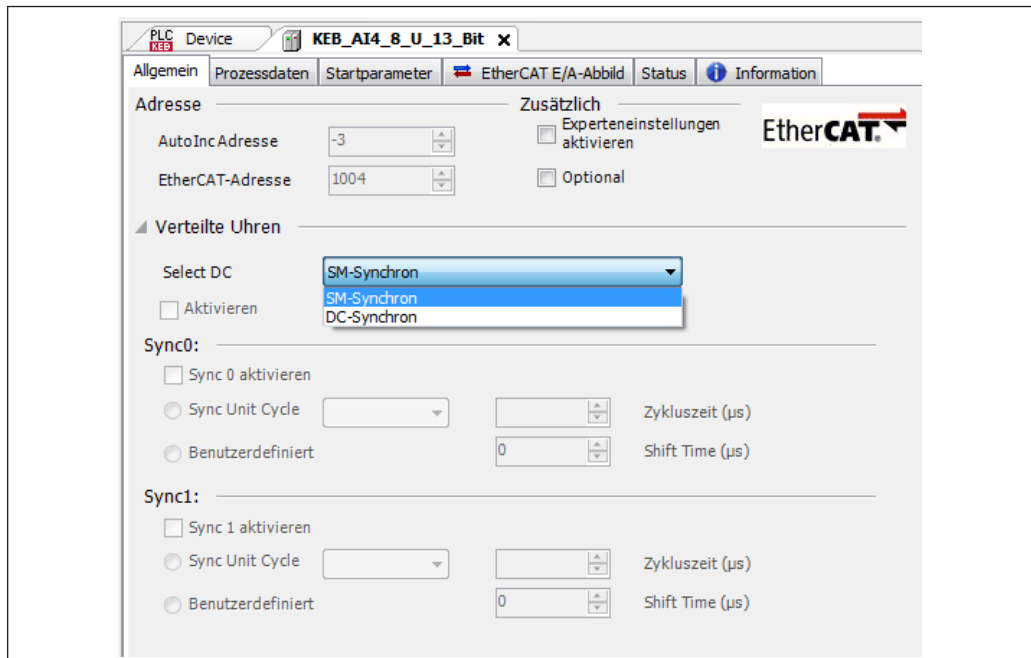 PLC KEB Device KEB_AI4_8_U_13_Bit x
Allgemein Prozessdaten Startparameter EtherCAT E/A-Abbild Status i Information
Adresse Zusätzlich
AutoInc Adresse -3 Experteneinstellungen aktivieren EtherCAT.
EtherCAT-Adresse 1004 Optional
Verteilte Uhren
Select DC SM-Synchron
SM-Synchron
Aktivieren DC-Synchron
Sync0:
Sync 0 aktivieren
Sync Unit Cycle Zykluszeit (µs)
Benutzerdefiniert 0 Shift Time (µs)
Sync1:
Sync 1 aktivieren
Sync Unit Cycle Zykluszeit (µs)
Benutzerdefiniert 0 Shift Time (µs)